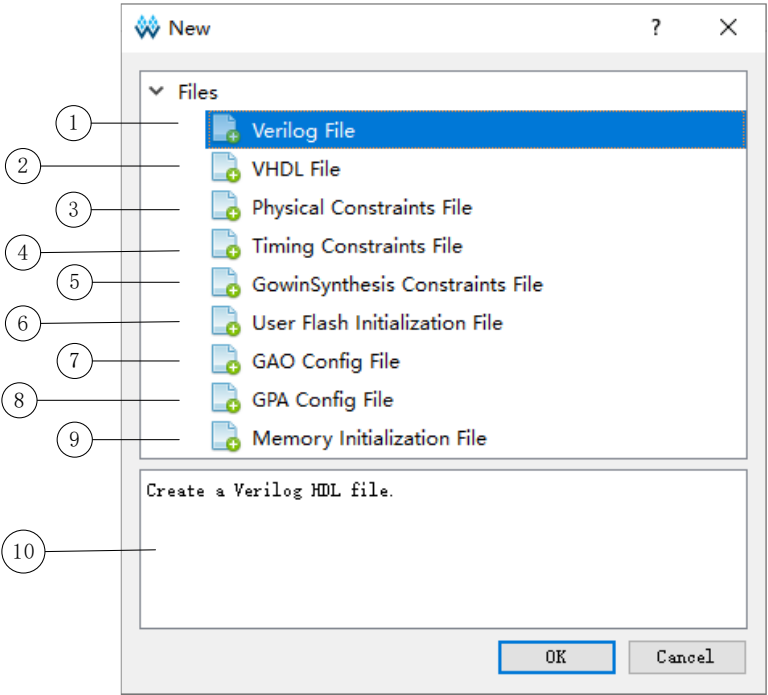 New ? ×
Files
1 Verilog File
2 VHDL File
3 Physical Constraints File
4 Timing Constraints File
5 GowinSynthesis Constraints File
6 User Flash Initialization File
7 GAO Config File
8 GPA Config File
9 Memory Initialization File
Create a Verilog HDL file.
10
OK Cancel